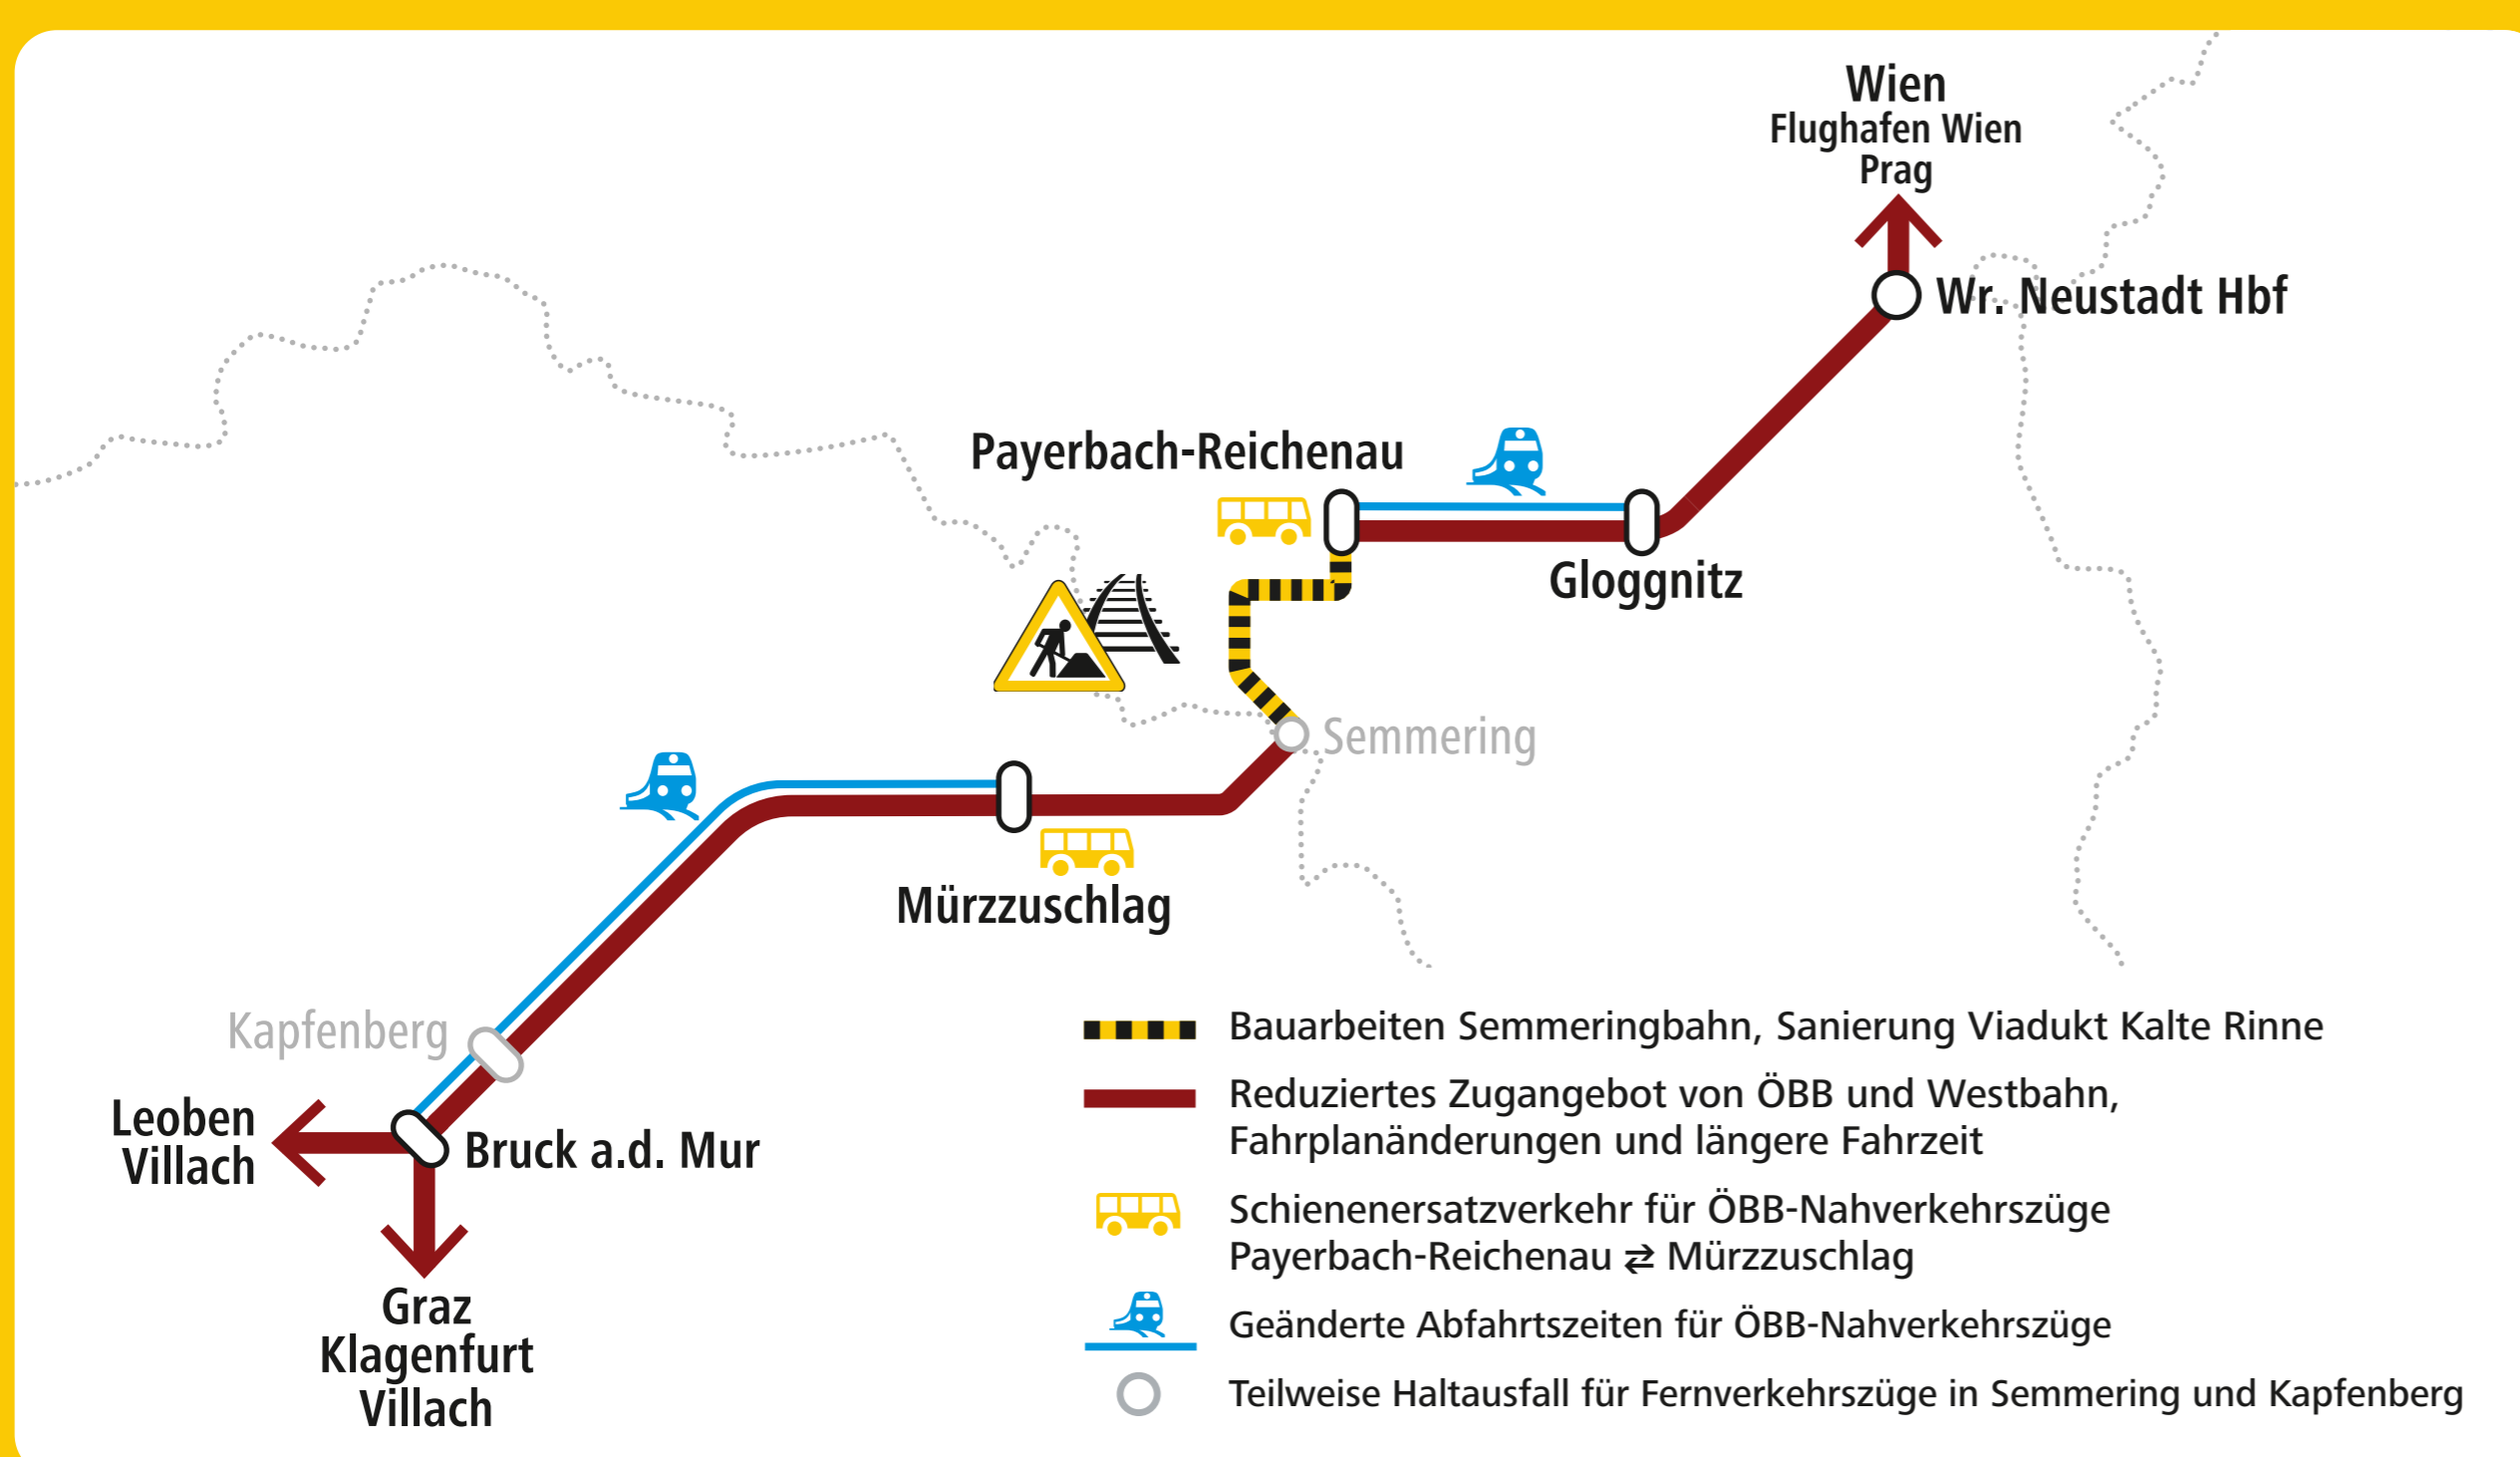 Wien
Flughafen Wien
Prag
Wr. Neustadt Hbf
Payerbach-Reichenau
Gloggnitz
Semmering
Mürzzuschlag
Kapfenberg
Leoben
Villach
Bruck a.d. Mur
Graz
Klagenfurt
Villach
Bauarbeiten Semmeringbahn, Sanierung Viadukt Kalte Rinne
Reduziertes Zugangebot von ÖBB und Westbahn,
Fahrplanänderungen und längere Fahrzeit
Schienenersatzverkehr für ÖBB-Nahverkehrszüge
Payerbach-Reichenau ⇄ Mürzzuschlag
Geänderte Abfahrtszeiten für ÖBB-Nahverkehrszüge
Teilweise Haltausfall für Fernverkehrszüge in Semmering und Kapfenberg